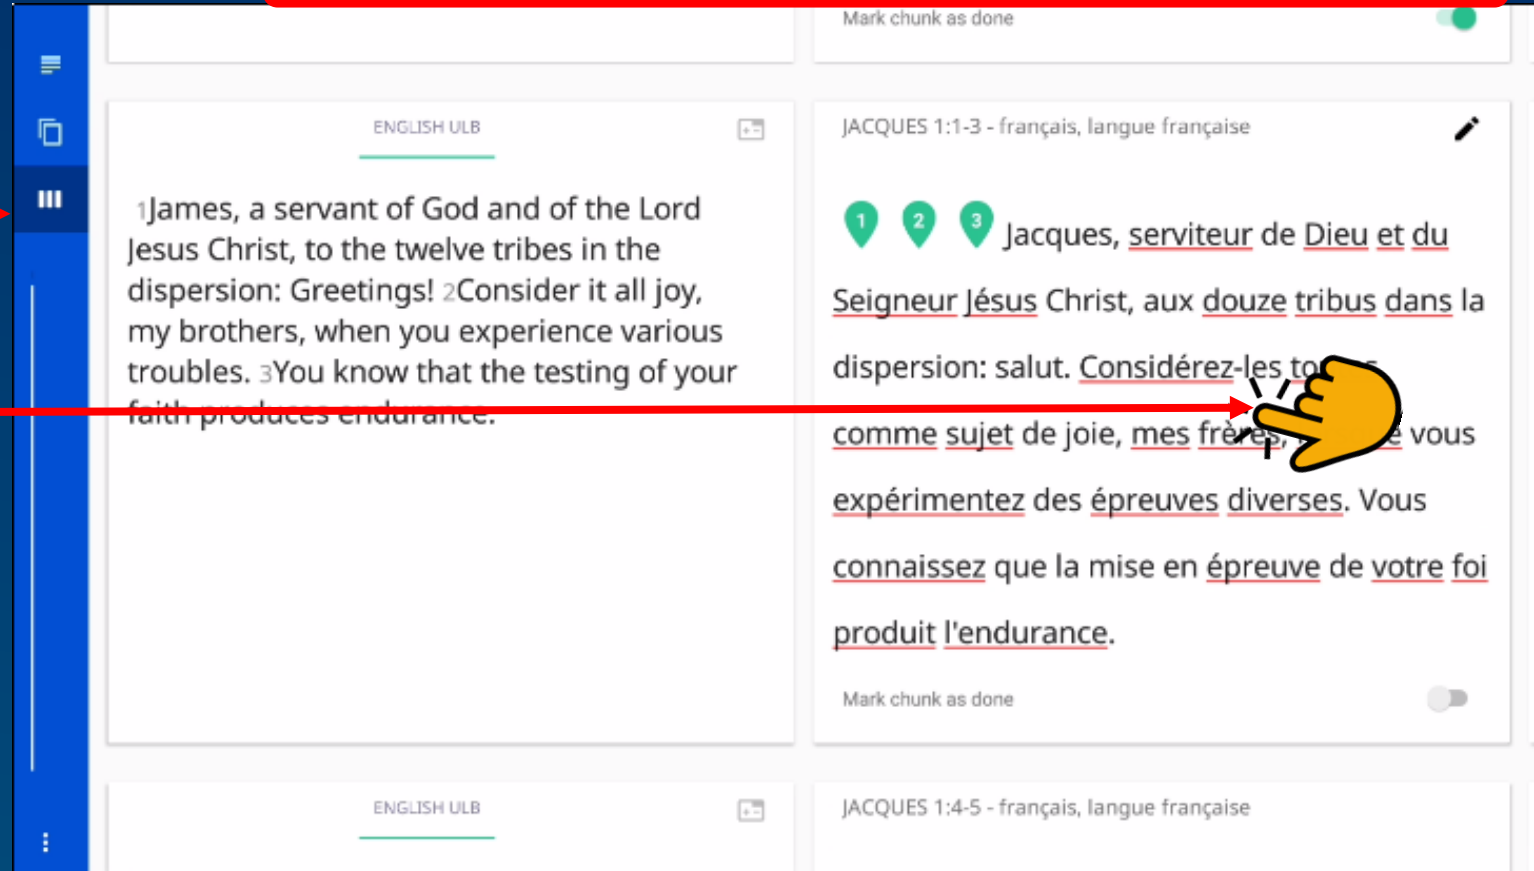 Mark chunk as done
ENGLISH ULB
1James, a servant of God and of the Lord
Jesus Christ, to the twelve tribes in the
dispersion: Greetings! 2Consider it all joy,
my brothers, when you experience various
troubles. 3You know that the testing of your
faith produces endurance.
JACQUES 1:1-3 - français, langue française
1 2 3 Jacques, serviteur de Dieu et du
Seigneur Jésus Christ, aux douze tribus dans la
dispersion: salut. Considérez-les
comme sujet de joie, mes frères, vous
expérimentez des épreuves diverses. Vous
connaissez que la mise en épreuve de votre foi
produit l'endurance.
Mark chunk as done
ENGLISH ULB
JACQUES 1:4-5 - français, langue française